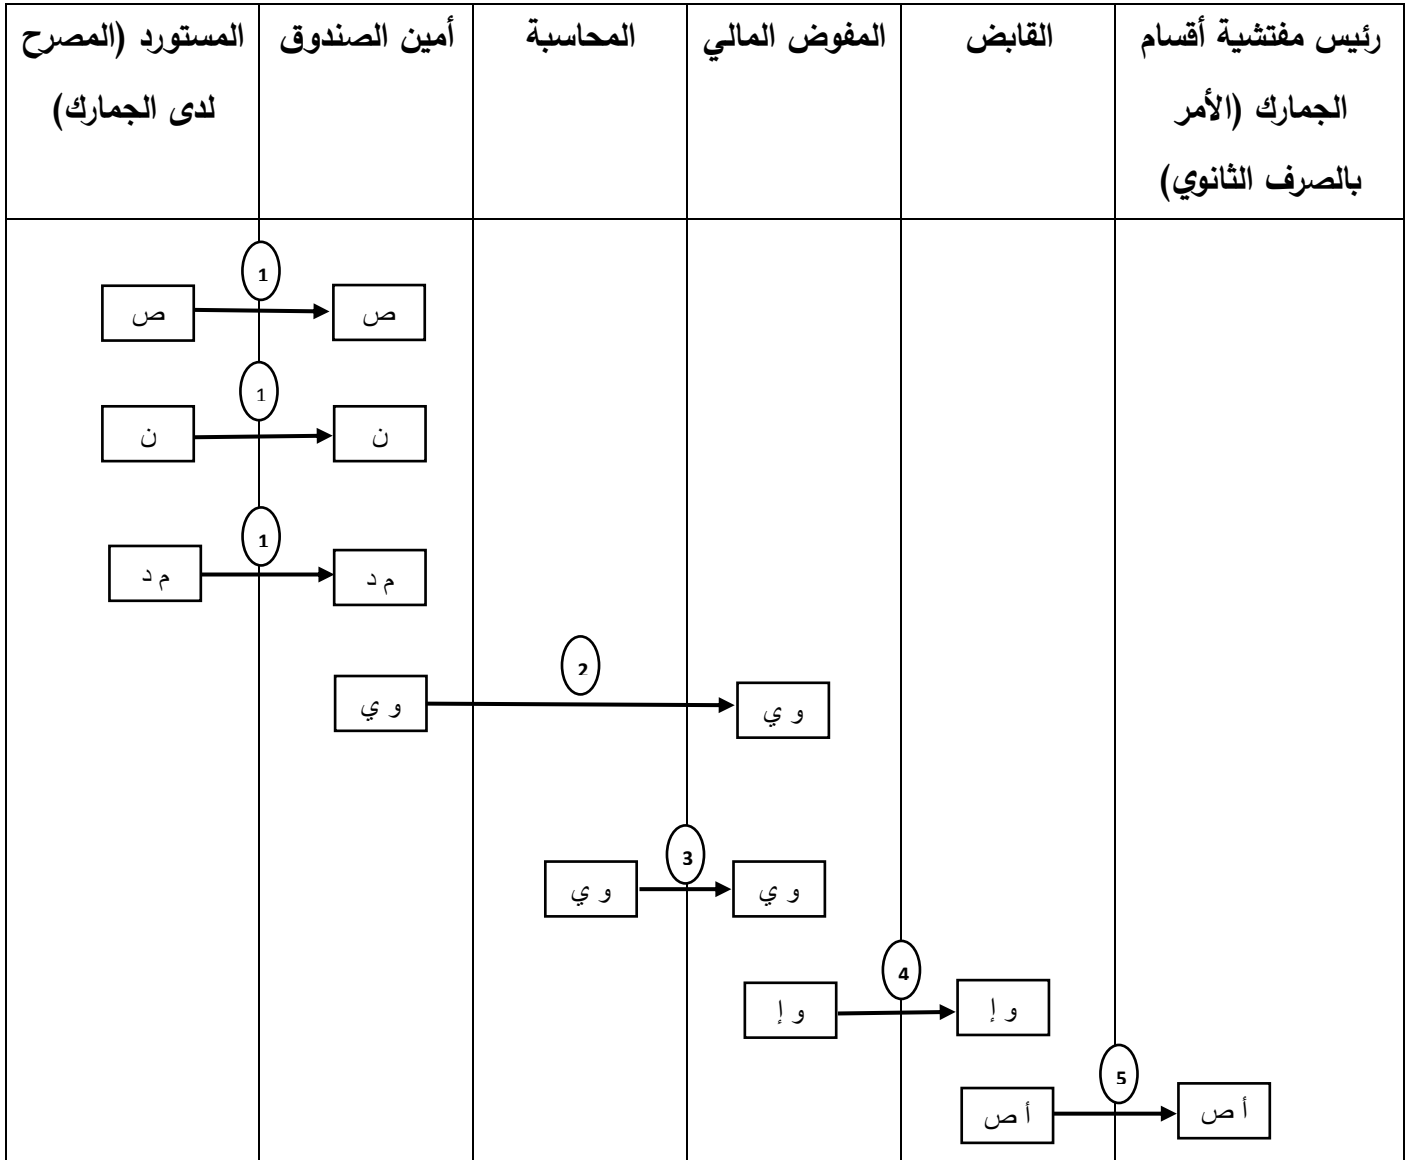 رئيس مفتشية أقسام
الجمارك (الأمر
بالصرف الثانوي)
القابض
المفوض المالي
المحاسبة
أمين الصندوق
المستورد (المصرح
لدى الجمارك)
1
ص
ص
1
ن
ن
1
م د
م د
2
و ي
و ي
3
و ي
و ي
4
و إ
و إ
5
أ ص
أ ص